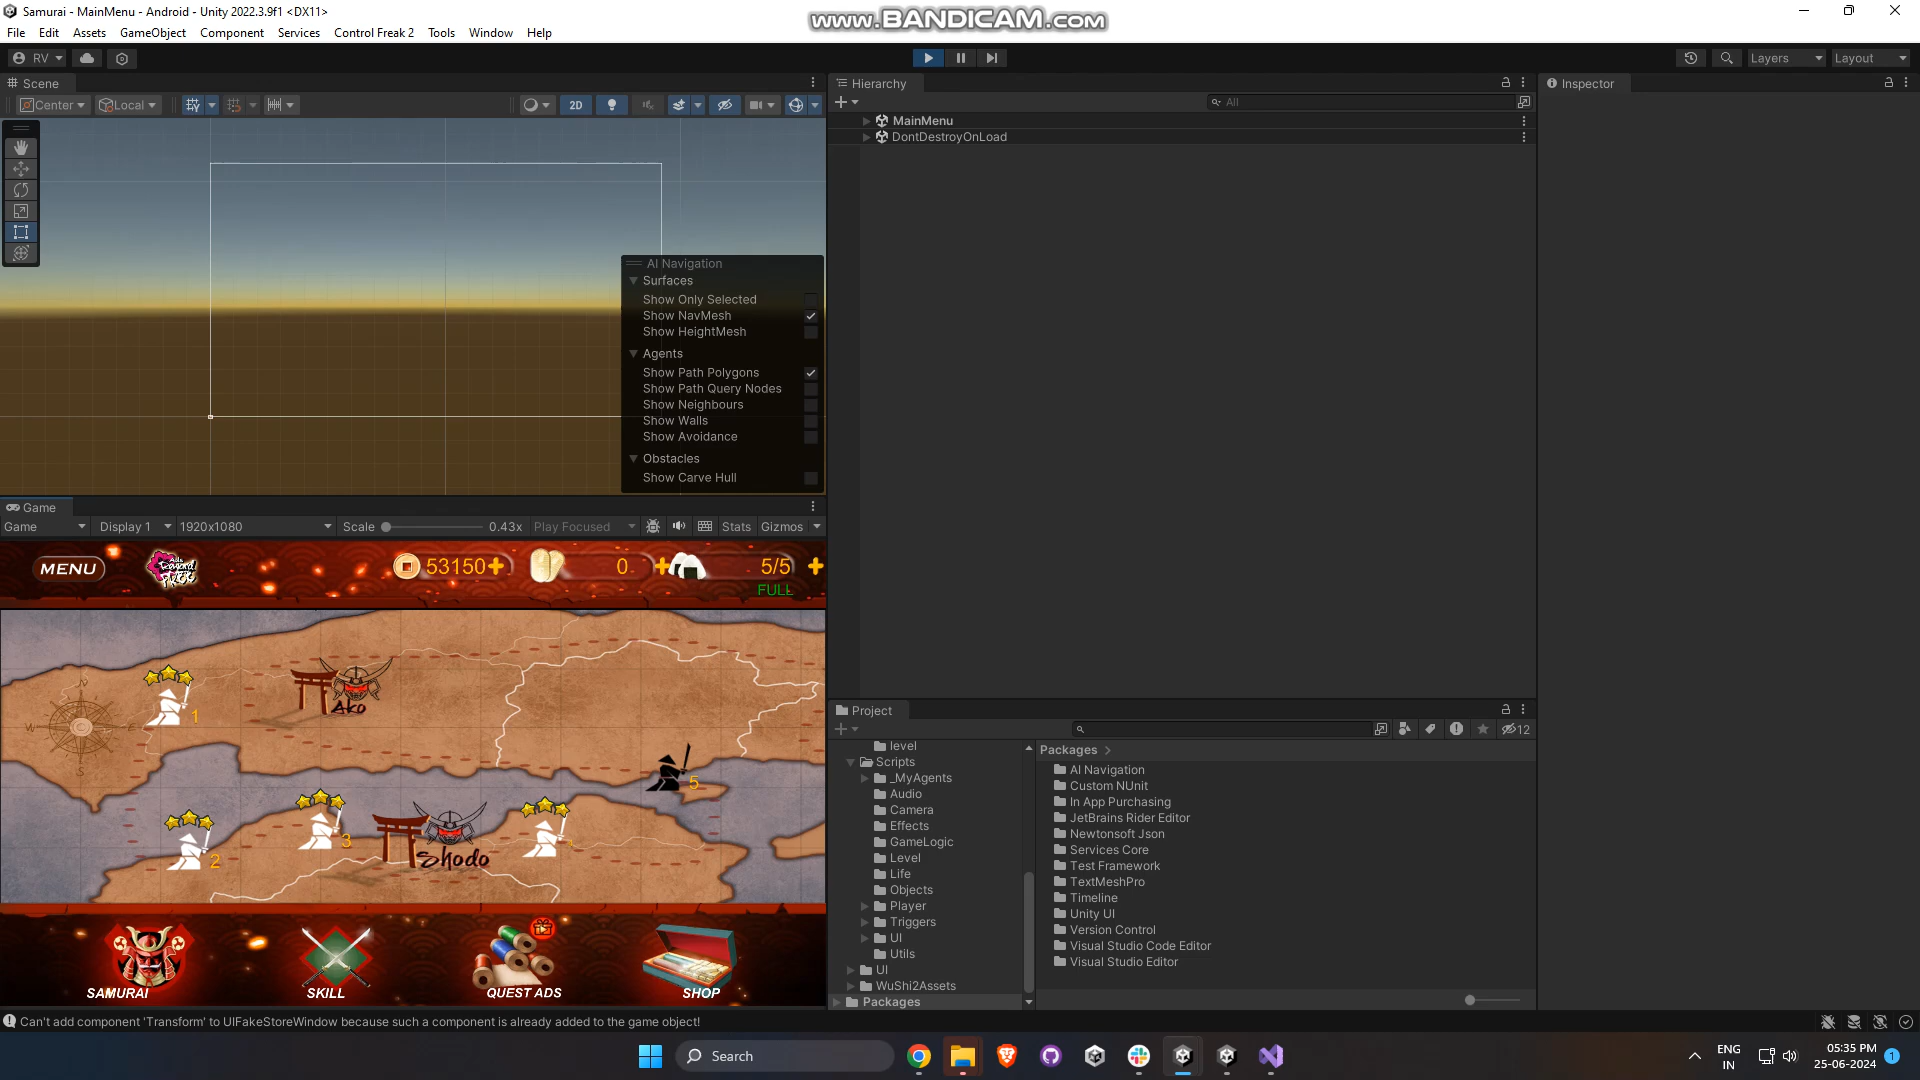 Samurai - MainMenu - Android - Unity 2022.3.9f1 <DX11>
www.BANDICAM.com
File Edit Assets GameObject Component Services Control Freak 2 Tools Window Help
RV
Layers Layout
Scene
Center Local
2D
AI Navigation
Surfaces
Show Only Selected
Show NavMesh
Show HeightMesh
Agents
Show Path Polygons
Show Path Query Nodes
Show Neighbours
Show Walls
Show Avoidance
Obstacles
Show Carve Hull
Game
Game Display 1 1920x1080 Scale 0.43x Play Focused Stats Gizmos
MENU
53150 + 0 + 5/5 +
FULL
1
Ako
N
W E
S
5
2
3
Shodo
SAMURAI SKILL QUEST ADS SHOP
Can't add component 'Transform' to UIFakeStoreWindow because such a component is already added to the game object!
Hierarchy
All
MainMenu
DontDestroyOnLoad
Inspector
Project
12
level
Scripts
_MyAgents
Audio
Camera
Effects
GameLogic
Level
Life
Objects
Player
Triggers
UI
Utils
UI
WuShi2Assets
Packages
Packages
AI Navigation
Custom NUnit
In App Purchasing
JetBrains Rider Editor
Newtonsoft Json
Services Core
Test Framework
TextMeshPro
Timeline
Unity UI
Version Control
Visual Studio Code Editor
Visual Studio Editor
Search
ENG
IN
05:35 PM
25-06-2024
1